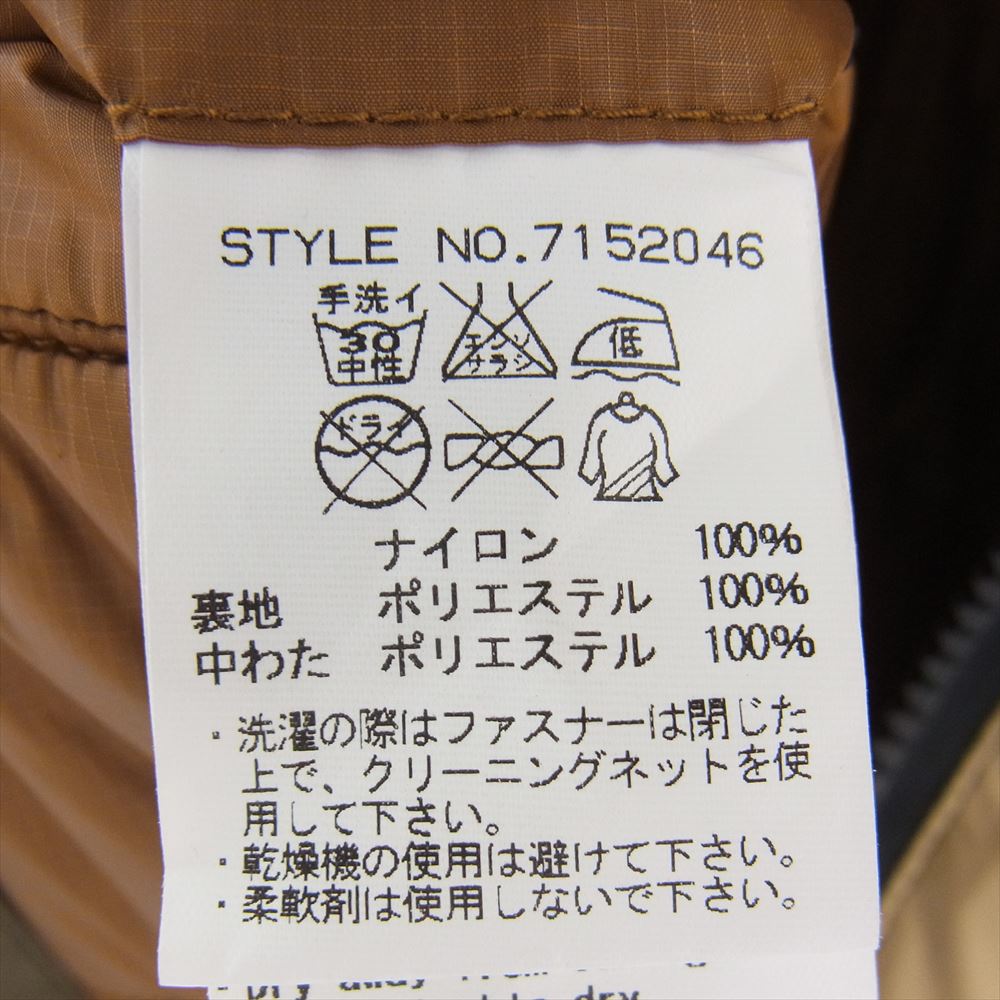 STYLE NO.7152046
手洗イ
30
中性
エンソ
サラシ
低
ドライ
ナイロン 100%
裏地 ポリエステル 100%
中わた ポリエステル 100%
・洗濯の際はファスナーは閉じた
上で、クリーニングネットを使
用して下さい。
・乾燥機の使用は避けて下さい。
・柔軟剤は使用しないで下さい。